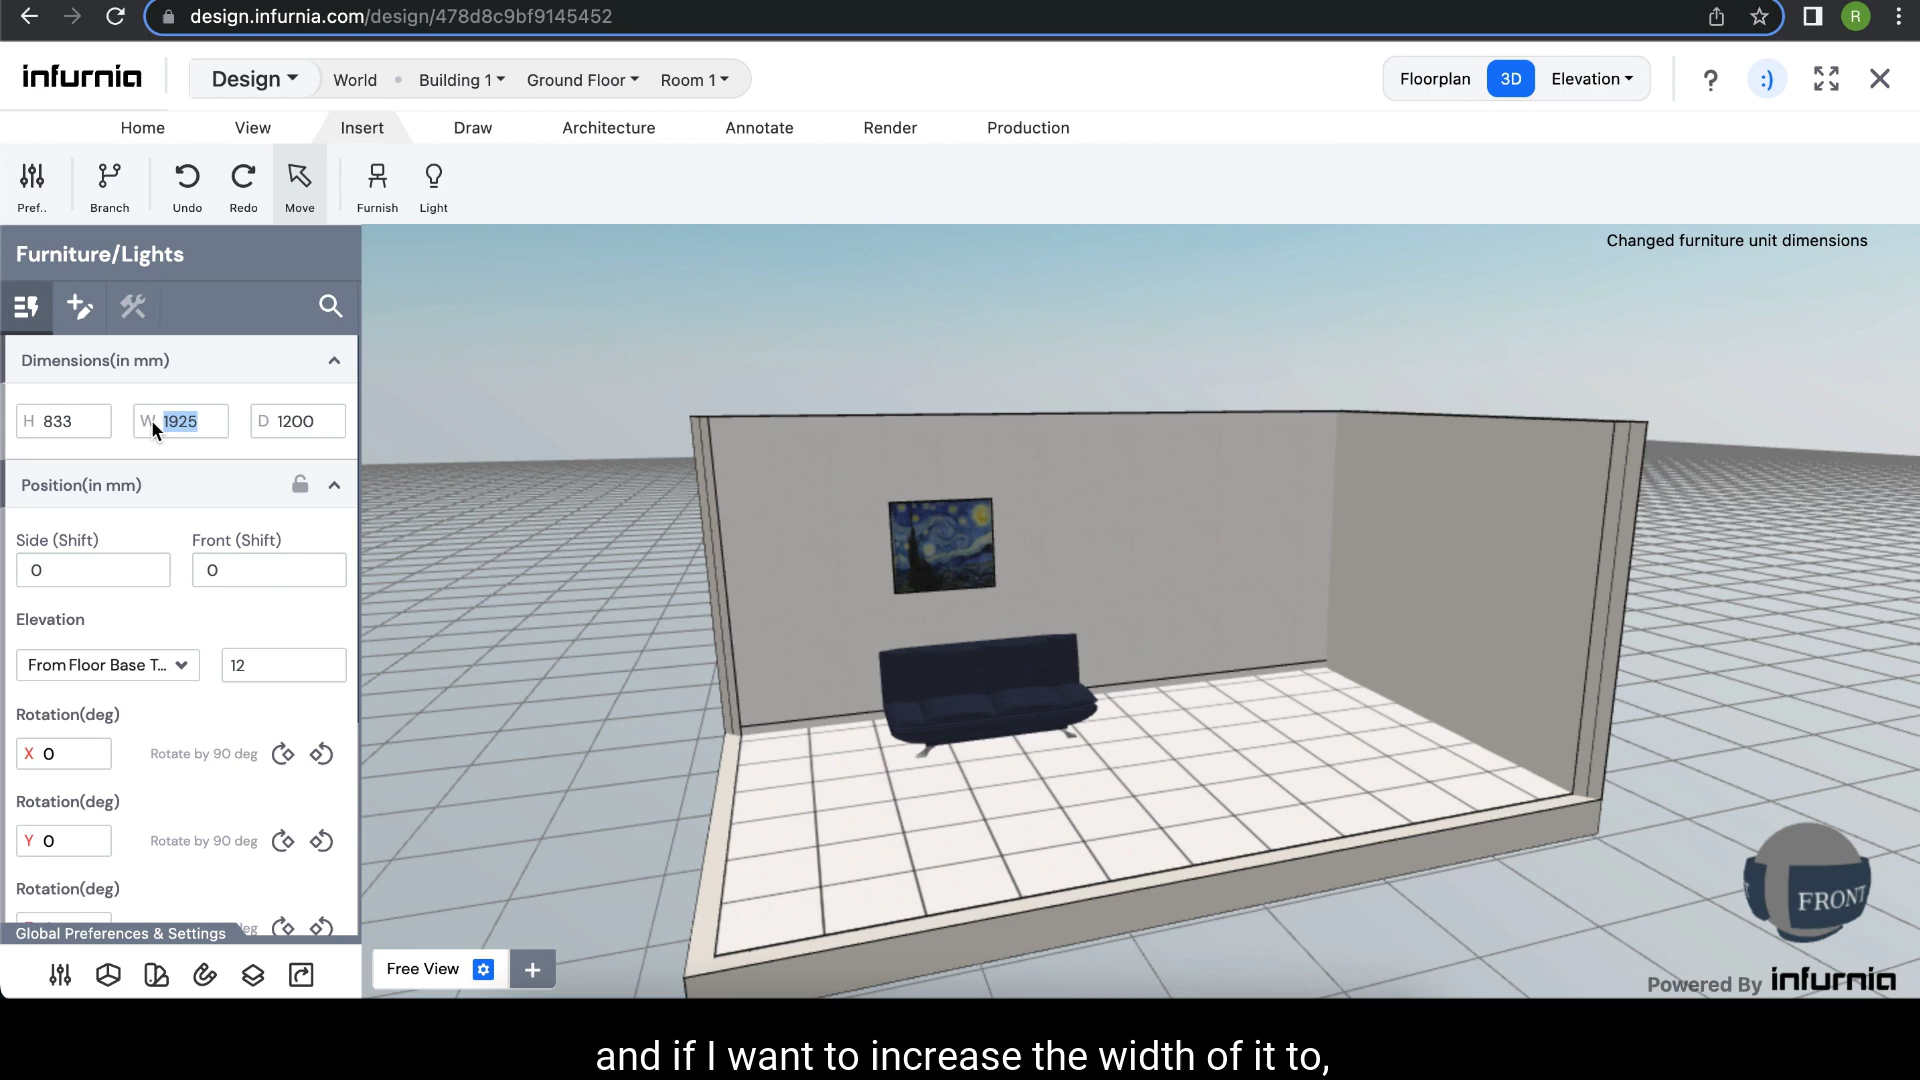 design.infurnia.com/design/478d8c9bf9145452
R
infurnia
Design
World
Building 1
Ground Floor
Room 1
Floorplan
3D
Elevation
?
:)
Home
View
Insert
Draw
Architecture
Annotate
Render
Production
Pref..
Branch
Undo
Redo
Move
Furnish
Light
Furniture/Lights
Changed furniture unit dimensions
Dimensions(in mm)
H 833
W 1925
D 1200
Position(in mm)
Side (Shift)
Front (Shift)
0
0
Elevation
From Floor Base T...
12
Rotation(deg)
X 0
Rotate by 90 deg
Rotation(deg)
Y 0
Rotate by 90 deg
Rotation(deg)
Global Preferences & Settings
Free View
FRONT
Powered By infurnia
and if I want to increase the width of it to,